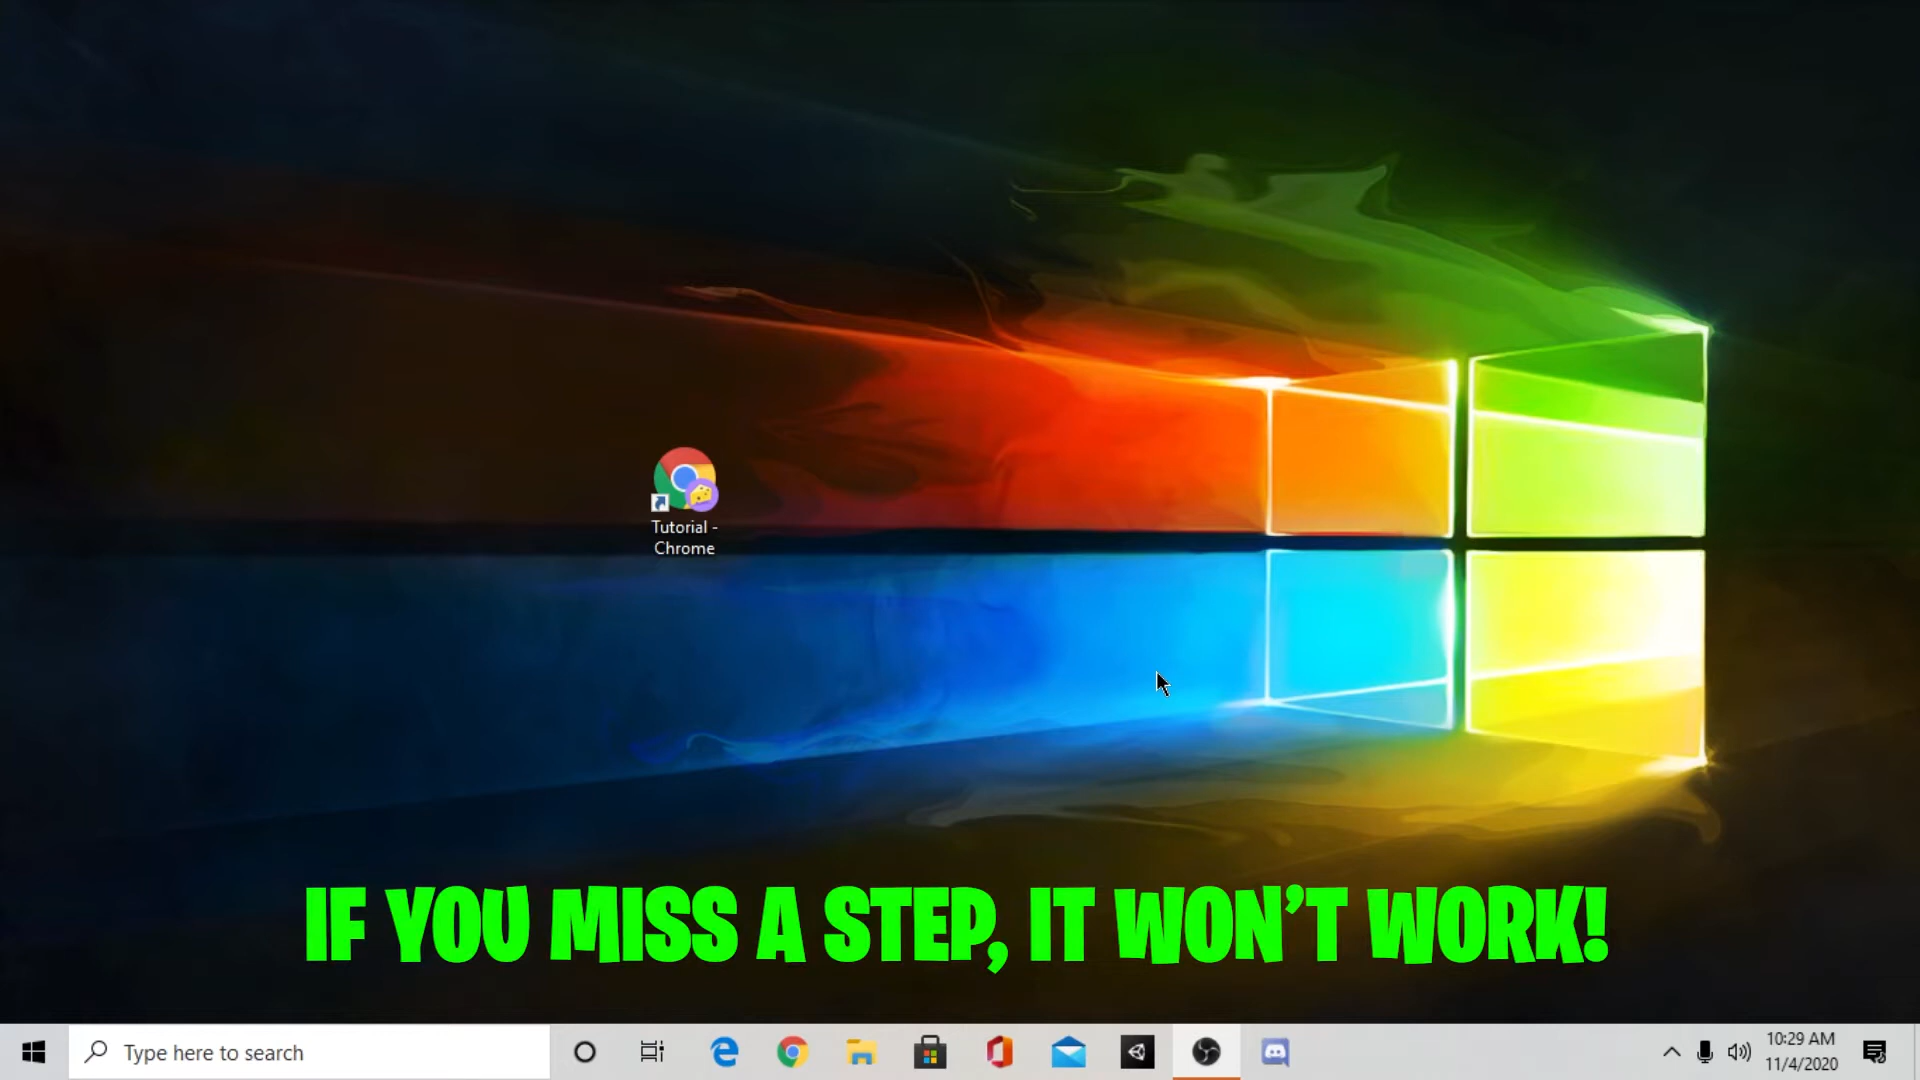 Tutorial -
Chrome
IF YOU MISS A STEP, IT WON'T WORK!
Type here to search
10:29 AM
11/4/2020